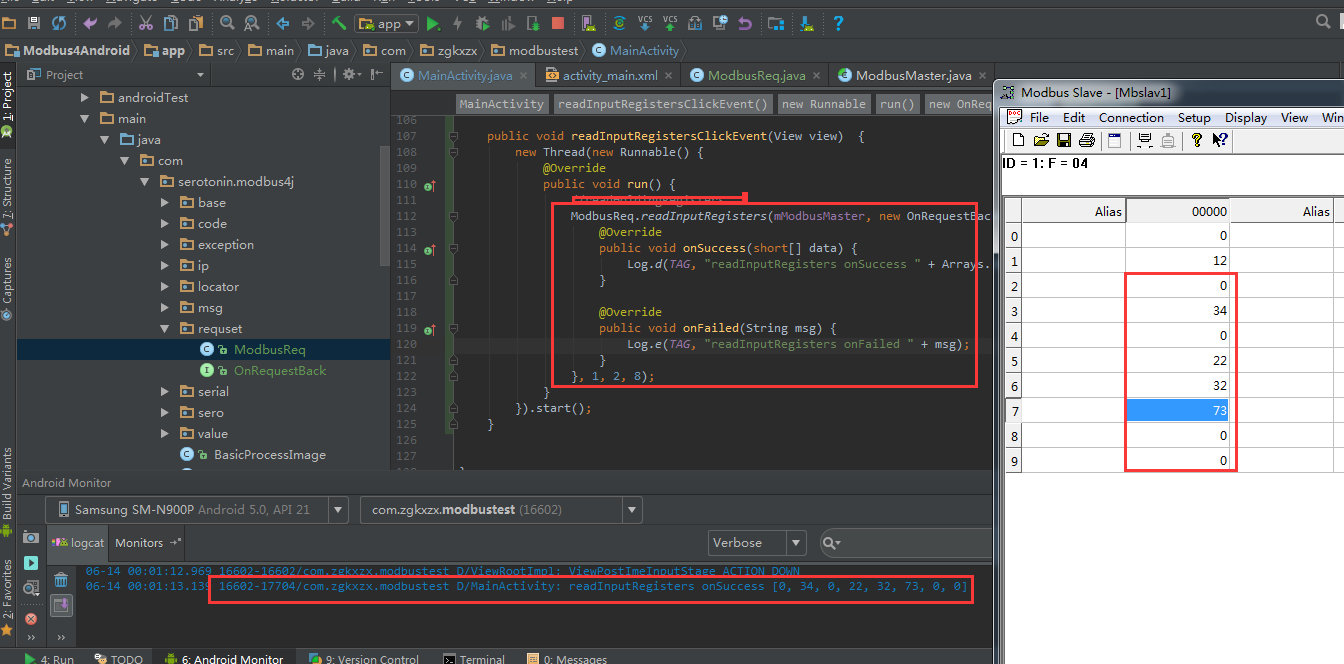 app
VCS VCS
Modbus4Android app src main java com zgkxzx modbustest MainActivity
1: Project
7: Structure
Captures
Build Variants
2: Favorites
Project
androidTest
main
java
com
serotonin.modbus4j
base
code
exception
ip
locator
msg
requset
ModbusReq
OnRequestBack
serial
sero
value
BasicProcessImage
MainActivity.java activity_main.xml ModbusReq.java ModbusMaster.java
MainActivity readInputRegistersClickEvent() new Runnable run() new OnReq
106
107 public void readInputRegistersClickEvent(View view) {
108 new Thread(new Runnable() {
109 @Override
110 public void run() {
111
112 ModbusReq.readInputRegisters(mModbusMaster, new OnRequestBac
113 @Override
114 public void onSuccess(short[] data) {
115 Log.d(TAG, "readInputRegisters onSuccess " + Arrays.
116 }
117
118 @Override
119 public void onFailed(String msg) {
120 Log.e(TAG, "readInputRegisters onFailed " + msg);
121 }
122 }, 1, 2, 8);
123 }
124 }).start();
125 }
126
127
Android Monitor
Samsung SM-N900P Android 5.0, API 21 com.zgkxzx.modbustest (16602)
logcat Monitors Verbose
06-14 00:01:12.969 16602-16602/com.zgkxzx.modbustest D/ViewRootImpl: ViewPostImeInputStage ACTION_DOWN
06-14 00:01:13.139 16602-17704/com.zgkxzx.modbustest D/MainActivity: readInputRegisters onSuccess [0, 34, 0, 22, 32, 73, 0, 0]
4: Run TODO 6: Android Monitor 9: Version Control Terminal 0: Messages
Modbus Slave - [Mbslav1]
File Edit Connection Setup Display View Win
ID = 1: F = 04
Alias 00000 Alias
0 0
1 12
2 0
3 34
4 0
5 22
6 32
7 73
8 0
9 0